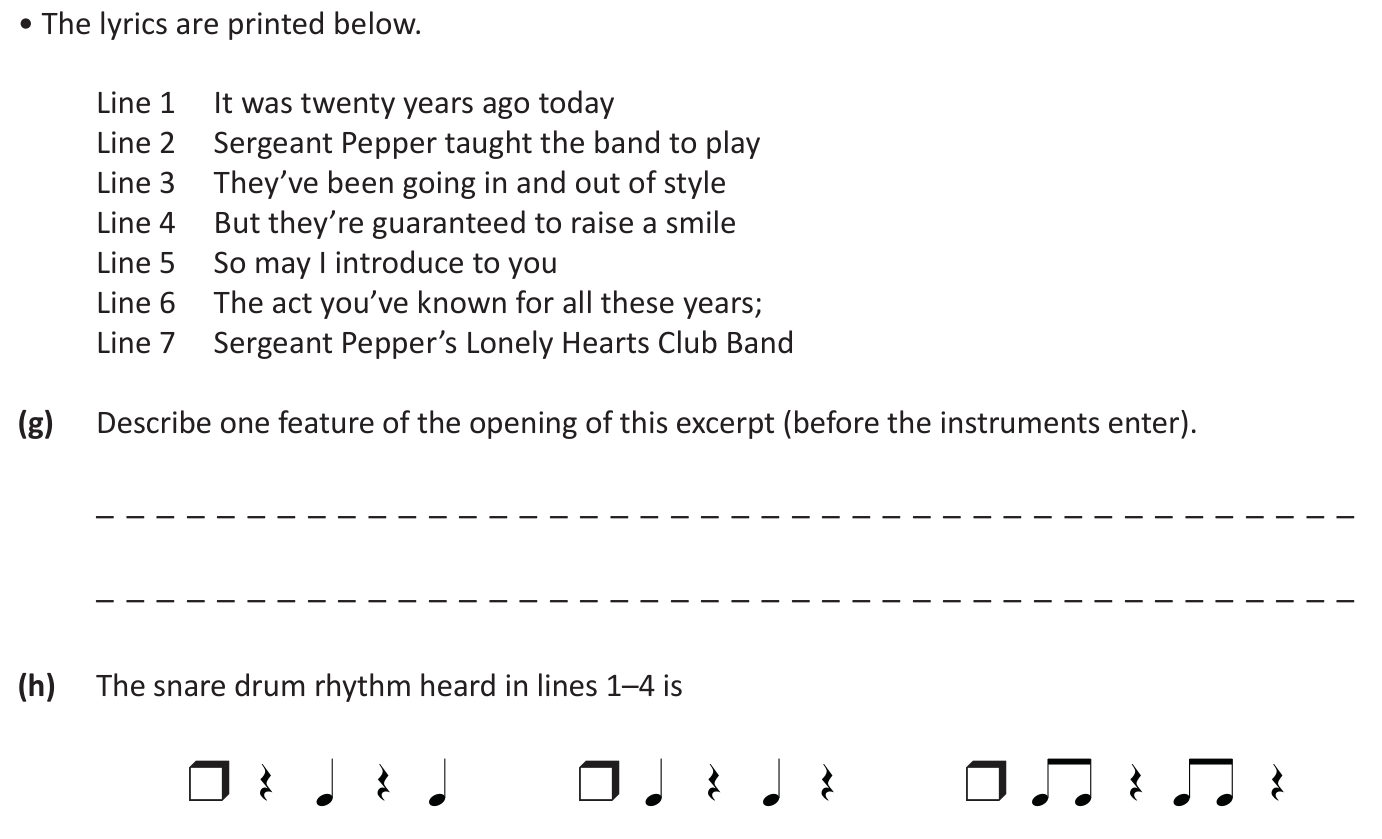 • The lyrics are printed below.
Line 1 It was twenty years ago today
Line 2 Sergeant Pepper taught the band to play
Line 3 They’ve been going in and out of style
Line 4 But they’re guaranteed to raise a smile
Line 5 So may I introduce to you
Line 6 The act you’ve known for all these years;
Line 7 Sergeant Pepper’s Lonely Hearts Club Band
(g) Describe one feature of the opening of this excerpt (before the instruments enter).
(h) The snare drum rhythm heard in lines 1–4 is